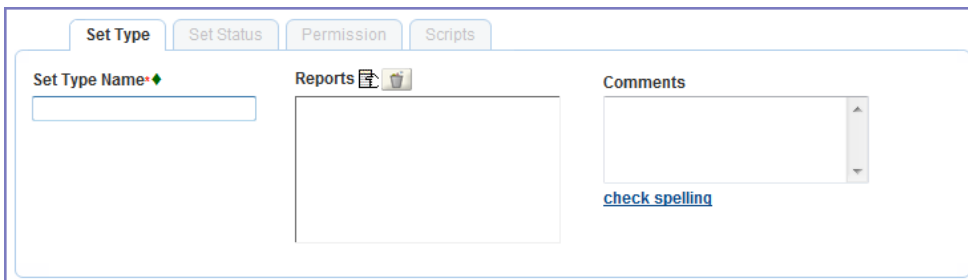 Set Type Set Status Permission Scripts
Set Type Name*♦ Reports Comments
check spelling